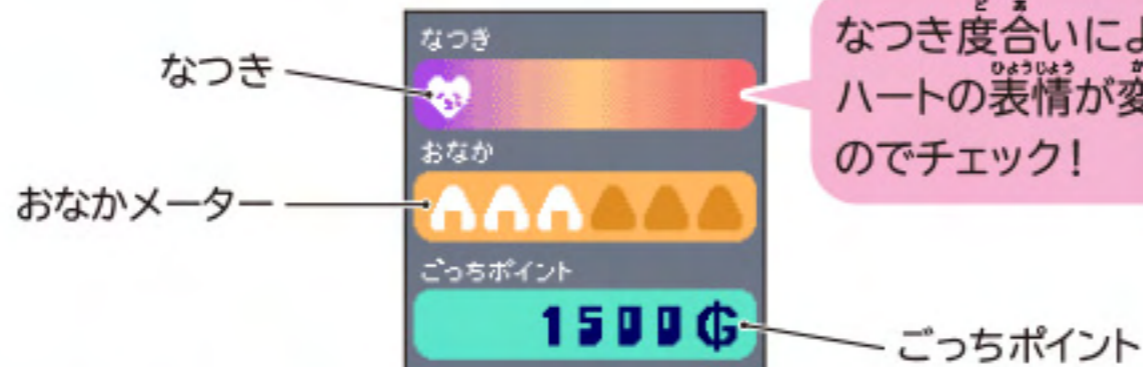 なつき
なつき
おなか
おなかメーター
ごっちポイント
1500G
ごっちポイント
なつき度合いによ
ハートの表情が変
のでチェック!